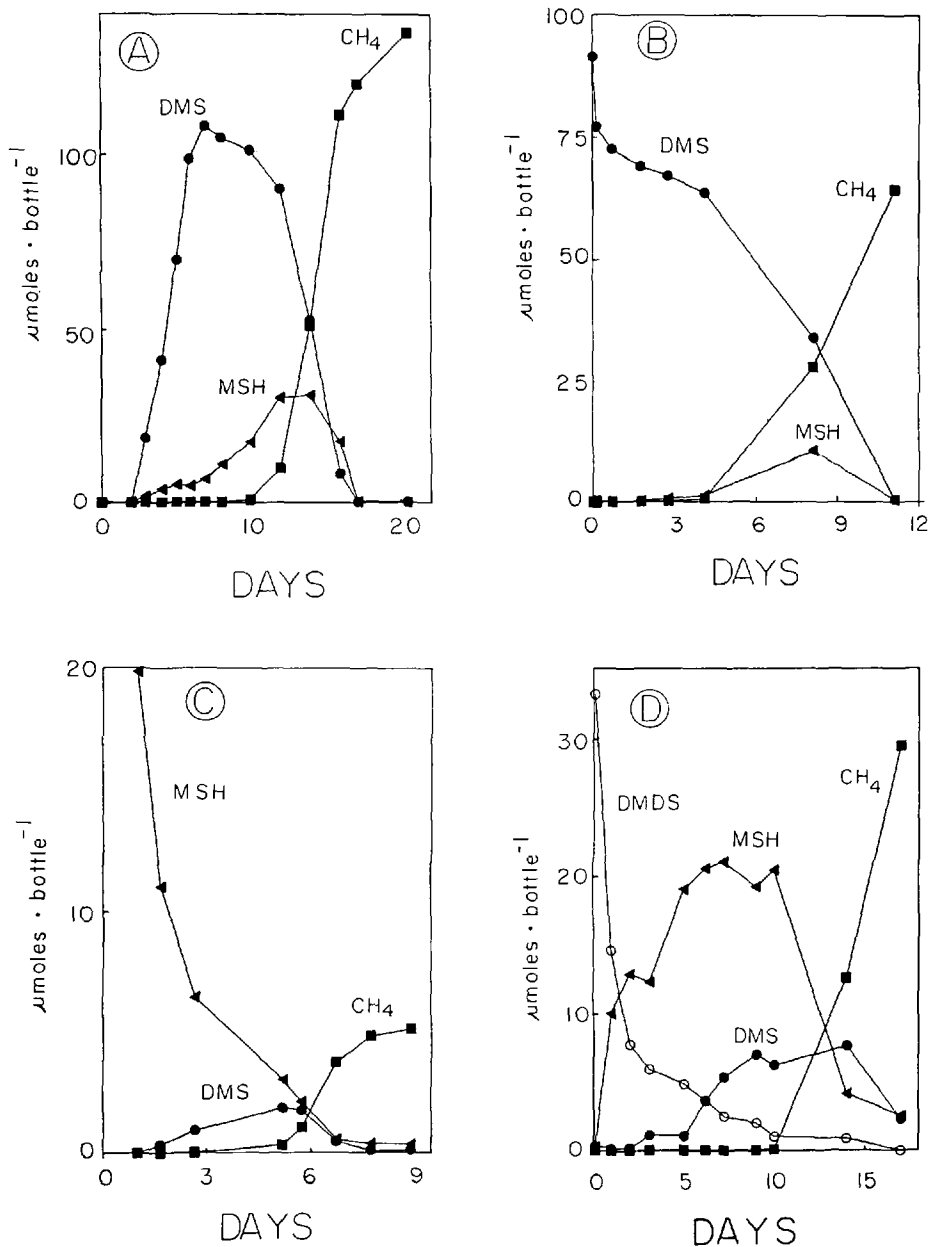 A
CH4
DMS
MSH
100
50
0
0 10 20
µmoles · bottle-1
DAYS
B
100
DMS
75
CH4
50
25
MSH
0
0 3 6 9 12
µmoles · bottle-1
DAYS
C
20
MSH
10
CH4
DMS
0
0 3 6 9
µmoles · bottle-1
DAYS
D
30
DMDS
CH4
MSH
20
10
DMS
0
0 5 10 15
µmoles · bottle-1
DAYS